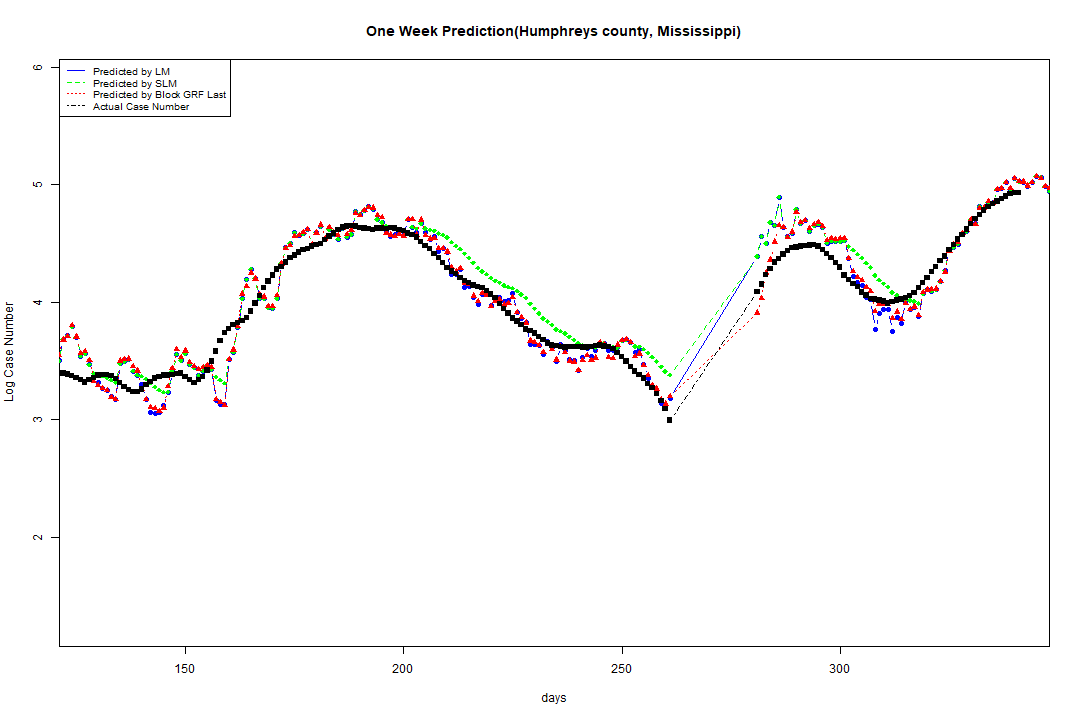 One Week Prediction(Humphreys county, Mississippi)
Predicted by LM
Predicted by SLM
Predicted by Block GRF Last
Actual Case Number
6
5
4
3
2
Log Case Number
150 200 250 300
days